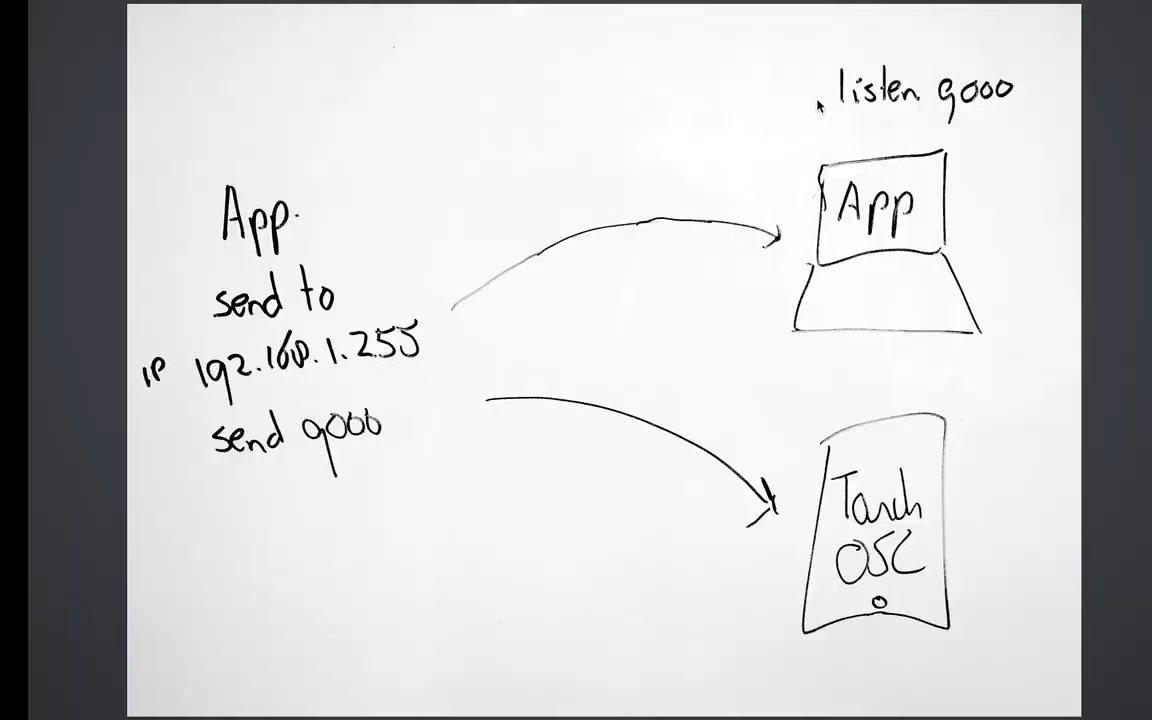 listen 9000
App
App.
send to
IP 192.168.1.255
send 9000
Touch
OSC